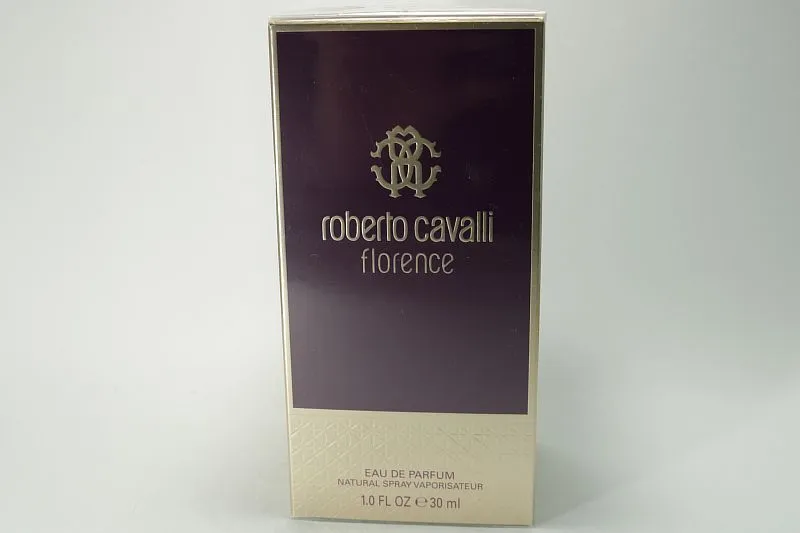 roberto cavalli
florence
EAU DE PARFUM
NATURAL SPRAY VAPORISATEUR
1.0 FL OZ ℮ 30 ml